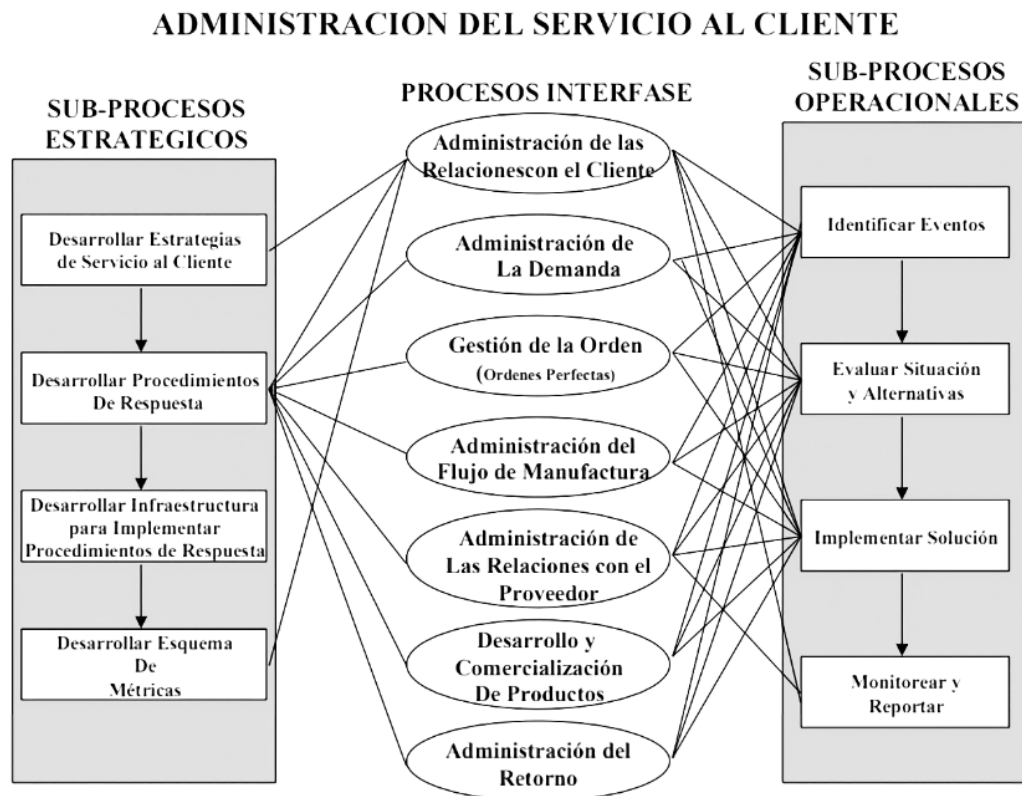 ADMINISTRACION DEL SERVICIO AL CLIENTE
SUB-PROCESOS
ESTRATEGICOS
Desarrollar Estrategias
de Servicio al Cliente
Desarrollar Procedimientos
De Respuesta
Desarrollar Infraestructura
para Implementar
Procedimientos de Respuesta
Desarrollar Esquema
De
Métricas
PROCESOS INTERFASE
Administración de las
Relacionescon el Cliente
Administración de
La Demanda
Gestión de la Orden
(Ordenes Perfectas)
Administración del
Flujo de Manufactura
Administración de
Las Relaciones con el
Proveedor
Desarrollo y
Comercialización
De Productos
Administración del
Retorno
SUB-PROCESOS
OPERACIONALES
Identificar Eventos
Evaluar Situación
y Alternativas
Implementar Solución
Monitorear y
Reportar